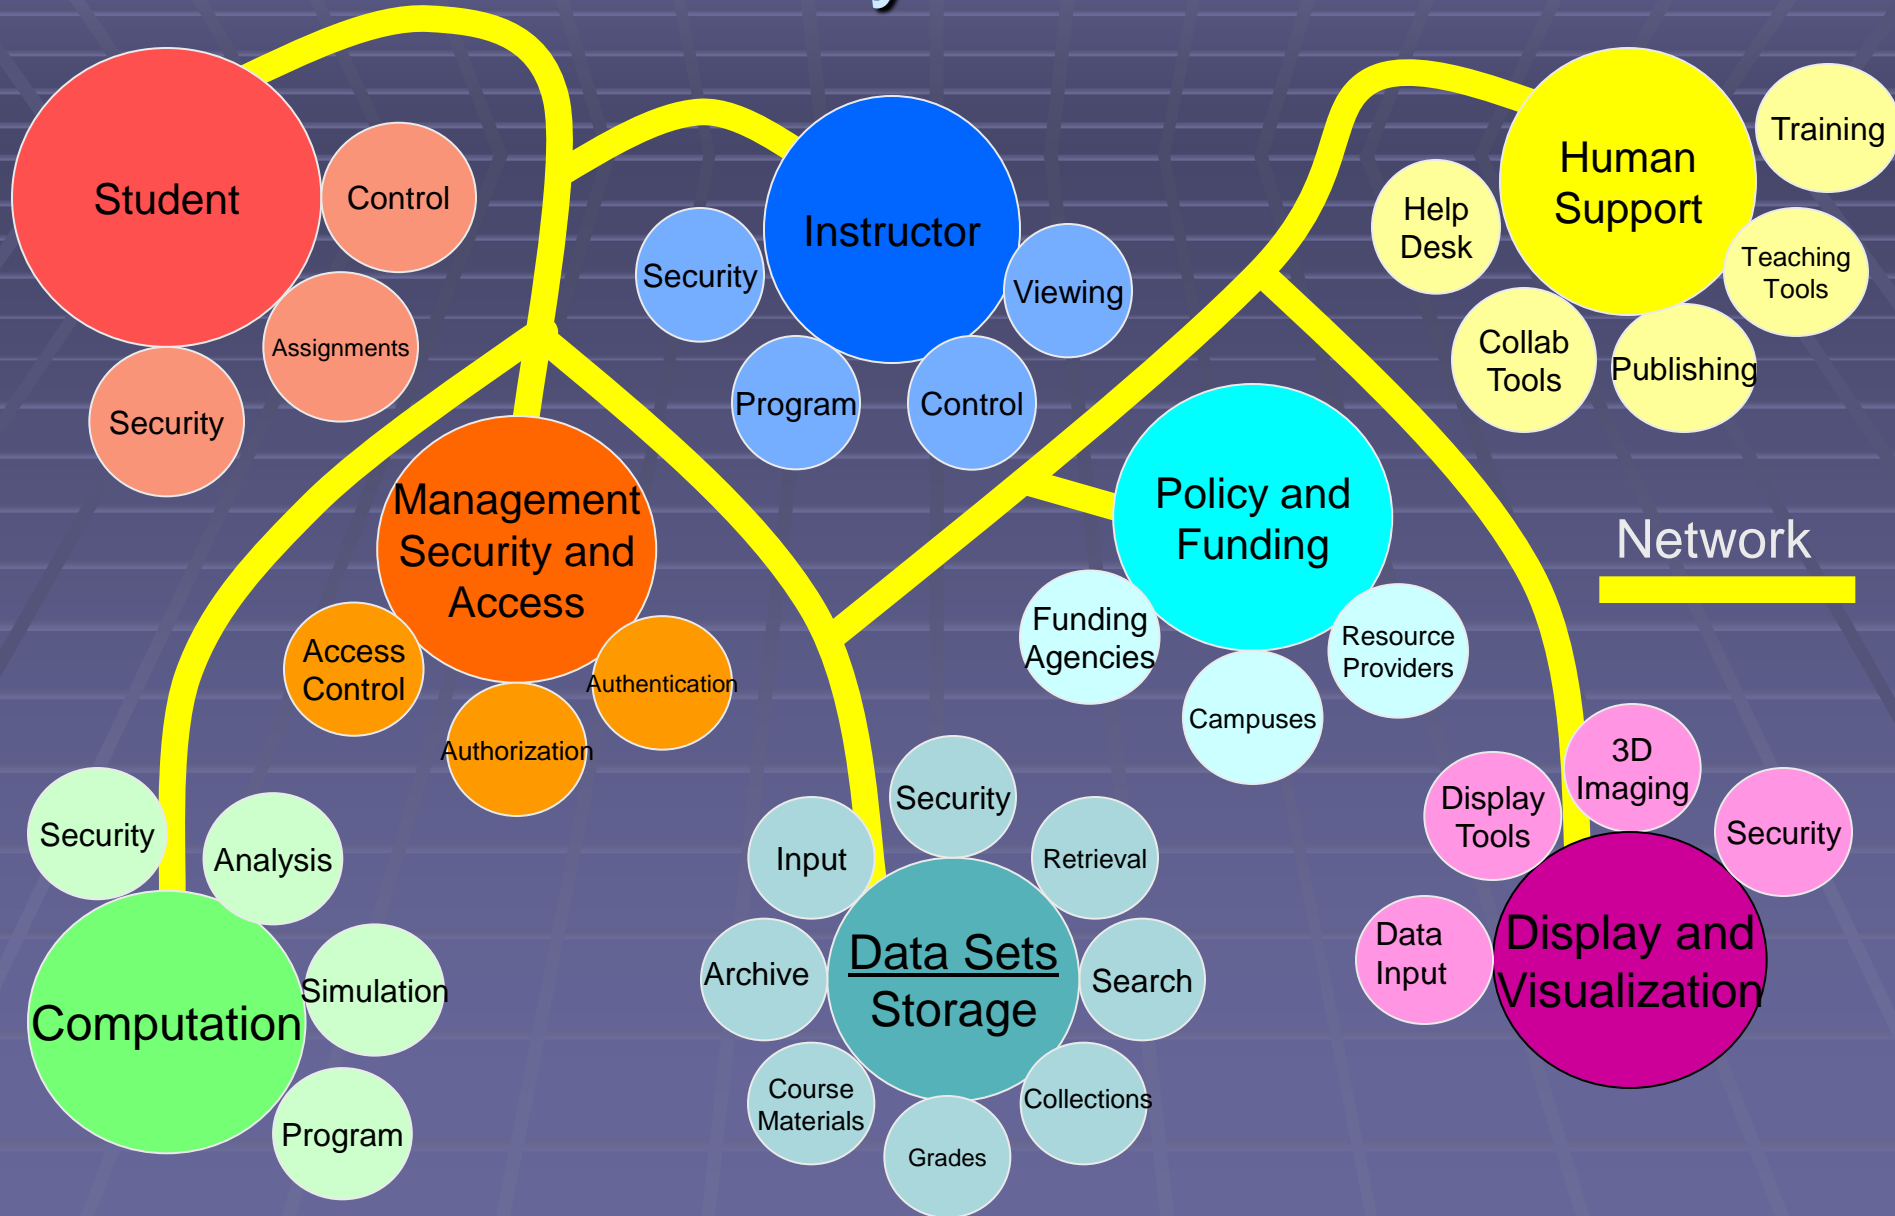 Student
Control
Assignments
Security
Instructor
Security
Viewing
Program
Control
Human
Support
Training
Help
Desk
Teaching
Tools
Collab
Tools
Publishing
Management
Security and
Access
Access
Control
Authentication
Authorization
Policy and
Funding
Funding
Agencies
Resource
Providers
Campuses
Network
Security
Analysis
Computation
Simulation
Program
Security
Input
Retrieval
Archive
Data Sets
Storage
Search
Course
Materials
Collections
Grades
3D
Imaging
Display
Tools
Security
Data
Input
Display and
Visualization